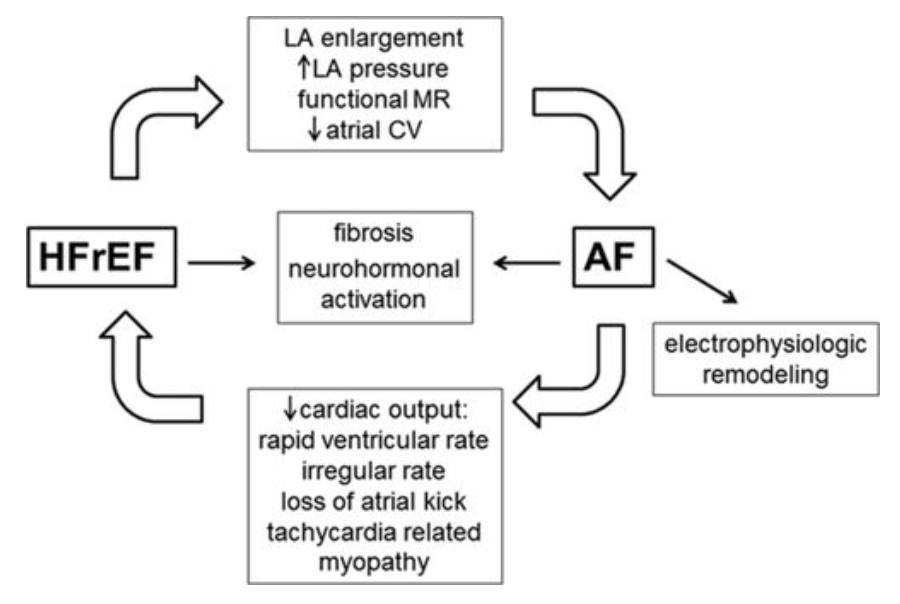 LA enlargement
↑LA pressure
functional MR
↓atrial CV
HFrEF
fibrosis
neurohormonal
activation
AF
electrophysiologic
remodeling
↓cardiac output:
rapid ventricular rate
irregular rate
loss of atrial kick
tachycardia related
myopathy